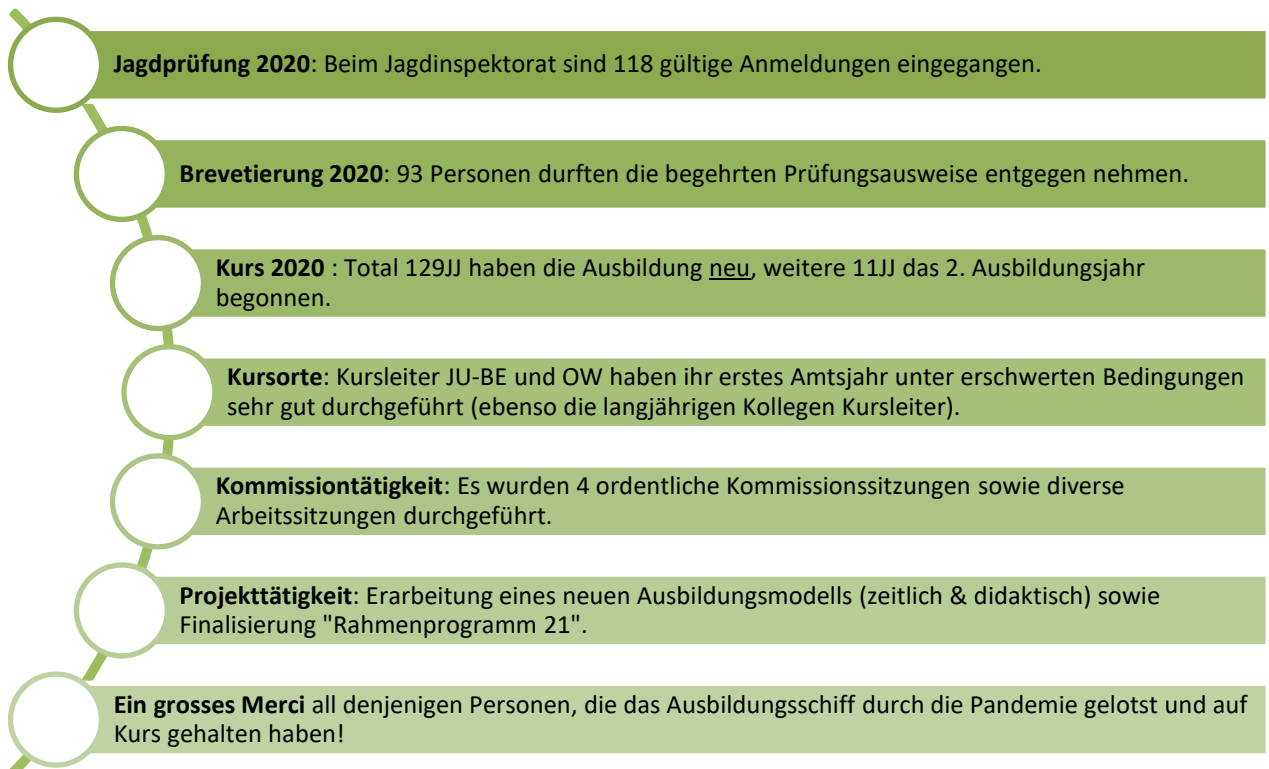 Jagdprüfung 2020: Beim Jagdinspektorat sind 118 gültige Anmeldungen eingegangen.
Brevetierung 2020: 93 Personen durften die begehrten Prüfungsausweise entgegen nehmen.
Kurs 2020 : Total 129JJ haben die Ausbildung neu, weitere 11JJ das 2. Ausbildungsjahr
begonnen.
Kursorte: Kursleiter JU-BE und OW haben ihr erstes Amtsjahr unter erschwerten Bedingungen
sehr gut durchgeführt (ebenso die langjährigen Kollegen Kursleiter).
Kommissiontätigkeit: Es wurden 4 ordentliche Kommissionssitzungen sowie diverse
Arbeitssitzungen durchgeführt.
Projekttätigkeit: Erarbeitung eines neuen Ausbildungsmodells (zeitlich & didaktisch) sowie
Finalisierung "Rahmenprogramm 21".
Ein grosses Merci all denjenigen Personen, die das Ausbildungsschiff durch die Pandemie gelotst und auf
Kurs gehalten haben!